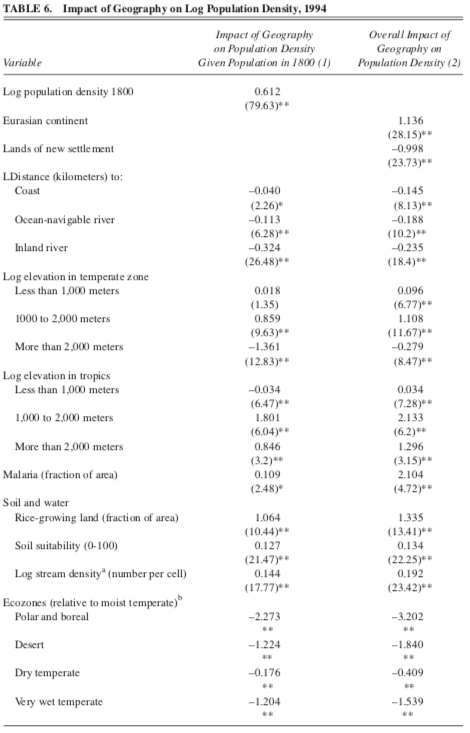 TABLE 6. Impact of Geography on Log Population Density, 1994
Variable Impact of Geography on Population Density Given Population in 1800 (1) Overall Impact of Geography on Population Density (2)
Log population density 1800 0.612
(79.63)**
Eurasian continent 1.136
(28.15)**
Lands of new settlement –0.998
(23.73)**
LDistance (kilometers) to:
Coast –0.040 –0.145
(2.26)* (8.13)**
Ocean-navigable river –0.113 –0.188
(6.28)** (10.2)**
Inland river –0.324 –0.235
(26.48)** (18.4)**
Log elevation in temperate zone
Less than 1,000 meters 0.018 0.096
(1.35) (6.77)**
1000 to 2,000 meters 0.859 1.108
(9.63)** (11.67)**
More than 2,000 meters –1.361 –0.279
(12.83)** (8.47)**
Log elevation in tropics
Less than 1,000 meters –0.034 0.034
(6.47)** (7.28)**
1,000 to 2,000 meters 1.801 2.133
(6.04)** (6.2)**
More than 2,000 meters 0.846 1.296
(3.2)** (3.15)**
Malaria (fraction of area) 0.109 2.104
(2.48)* (4.72)**
Soil and water
Rice-growing land (fraction of area) 1.064 1.335
(10.44)** (13.41)**
Soil suitability (0-100) 0.127 0.134
(21.47)** (22.25)**
Log stream densityᵃ (number per cell) 0.144 0.192
(17.77)** (23.42)**
Ecozones (relative to moist temperate)ᵇ
Polar and boreal –2.273 –3.202
** **
Desert –1.224 –1.840
** **
Dry temperate –0.176 –0.409
** **
Very wet temperate –1.204 –1.539
** **